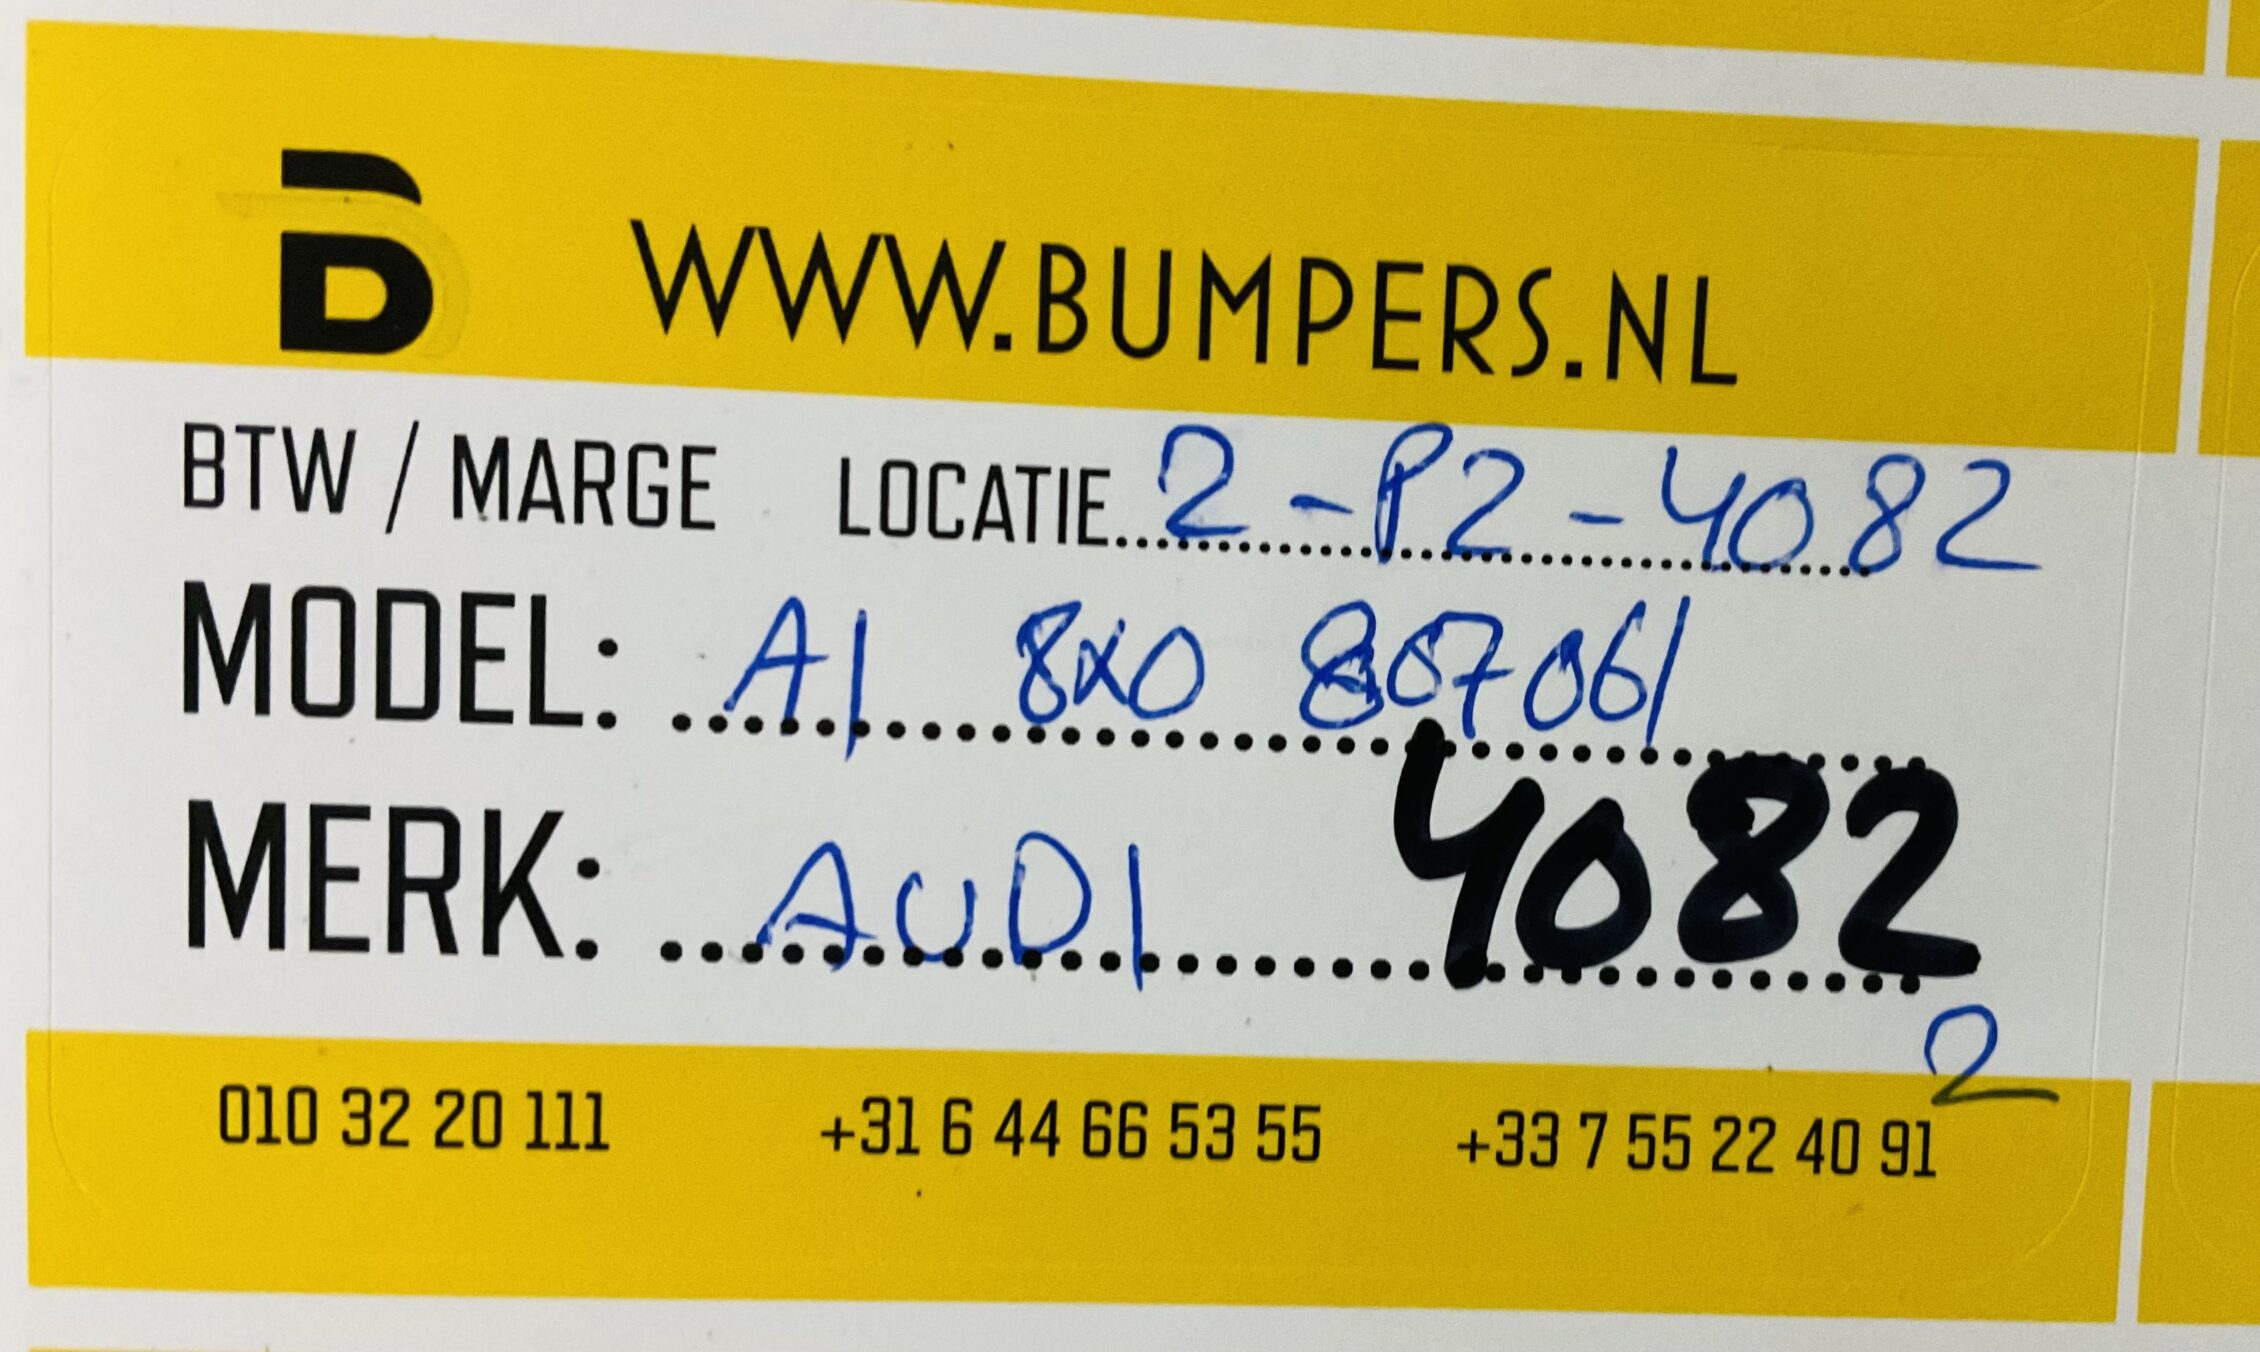 B WWW.BUMPERS.NL
BTW / MARGE LOCATIE...2-P2-4082
MODEL: A1 8X0 807061
MERK: AUDI 4082
2
010 32 20 111 +31 6 44 66 53 55 +33 7 55 22 40 91